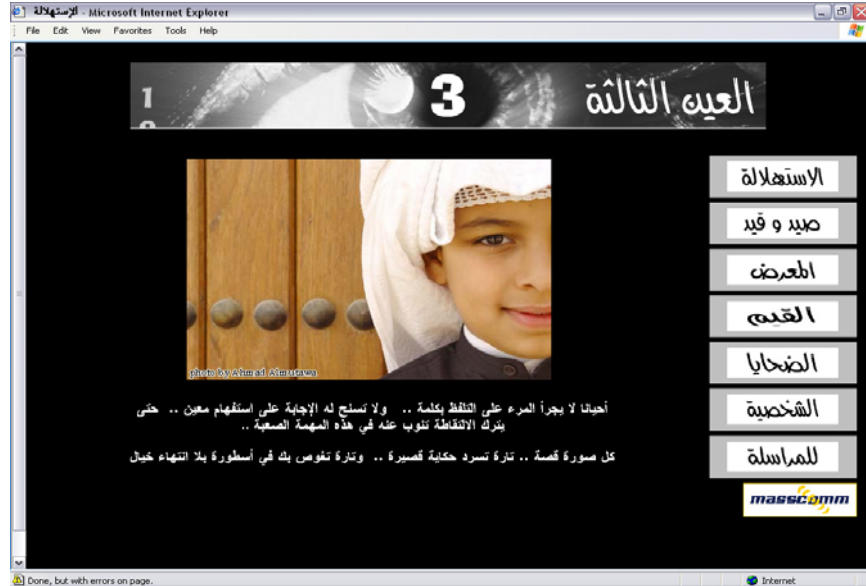 الإستهلالة - Microsoft Internet Explorer
File Edit View Favorites Tools Help
العين الثالثة
3
1
الاستهلالة
صيد و قيد
المعرض
القيم
الضحايا
الشخصية
للمراسلة
masscomm
photo by Ahmad Almutawa
أحيانا لا يجرأ المرء على التلفظ بكلمة .. ولا تسنح له الإجابة على استفهام معين .. حتى
يترك الالتقاطة تنوب عنه في هذه المهمة الصعبة ..
كل صورة قصة .. تارة تسرد حكاية قصيرة .. وتارة تغوص بك في أسطورة بلا انتهاء خيال
Done, but with errors on page.
Internet